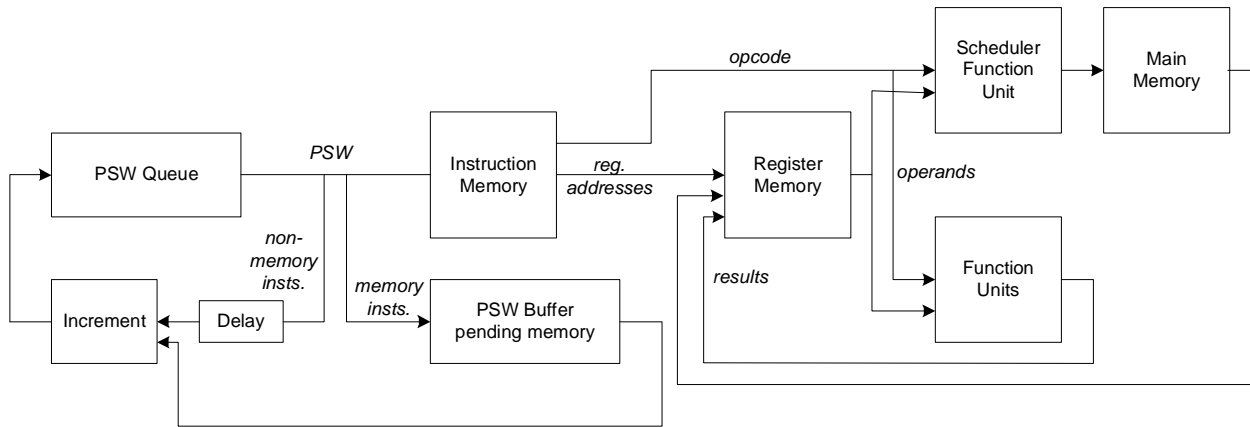 Scheduler
Function
Unit
Main
Memory
opcode
PSW Queue
PSW
Instruction
Memory
reg.
addresses
Register
Memory
operands
non-
memory
insts.
memory
insts.
results
Function
Units
Increment
Delay
PSW Buffer
pending memory